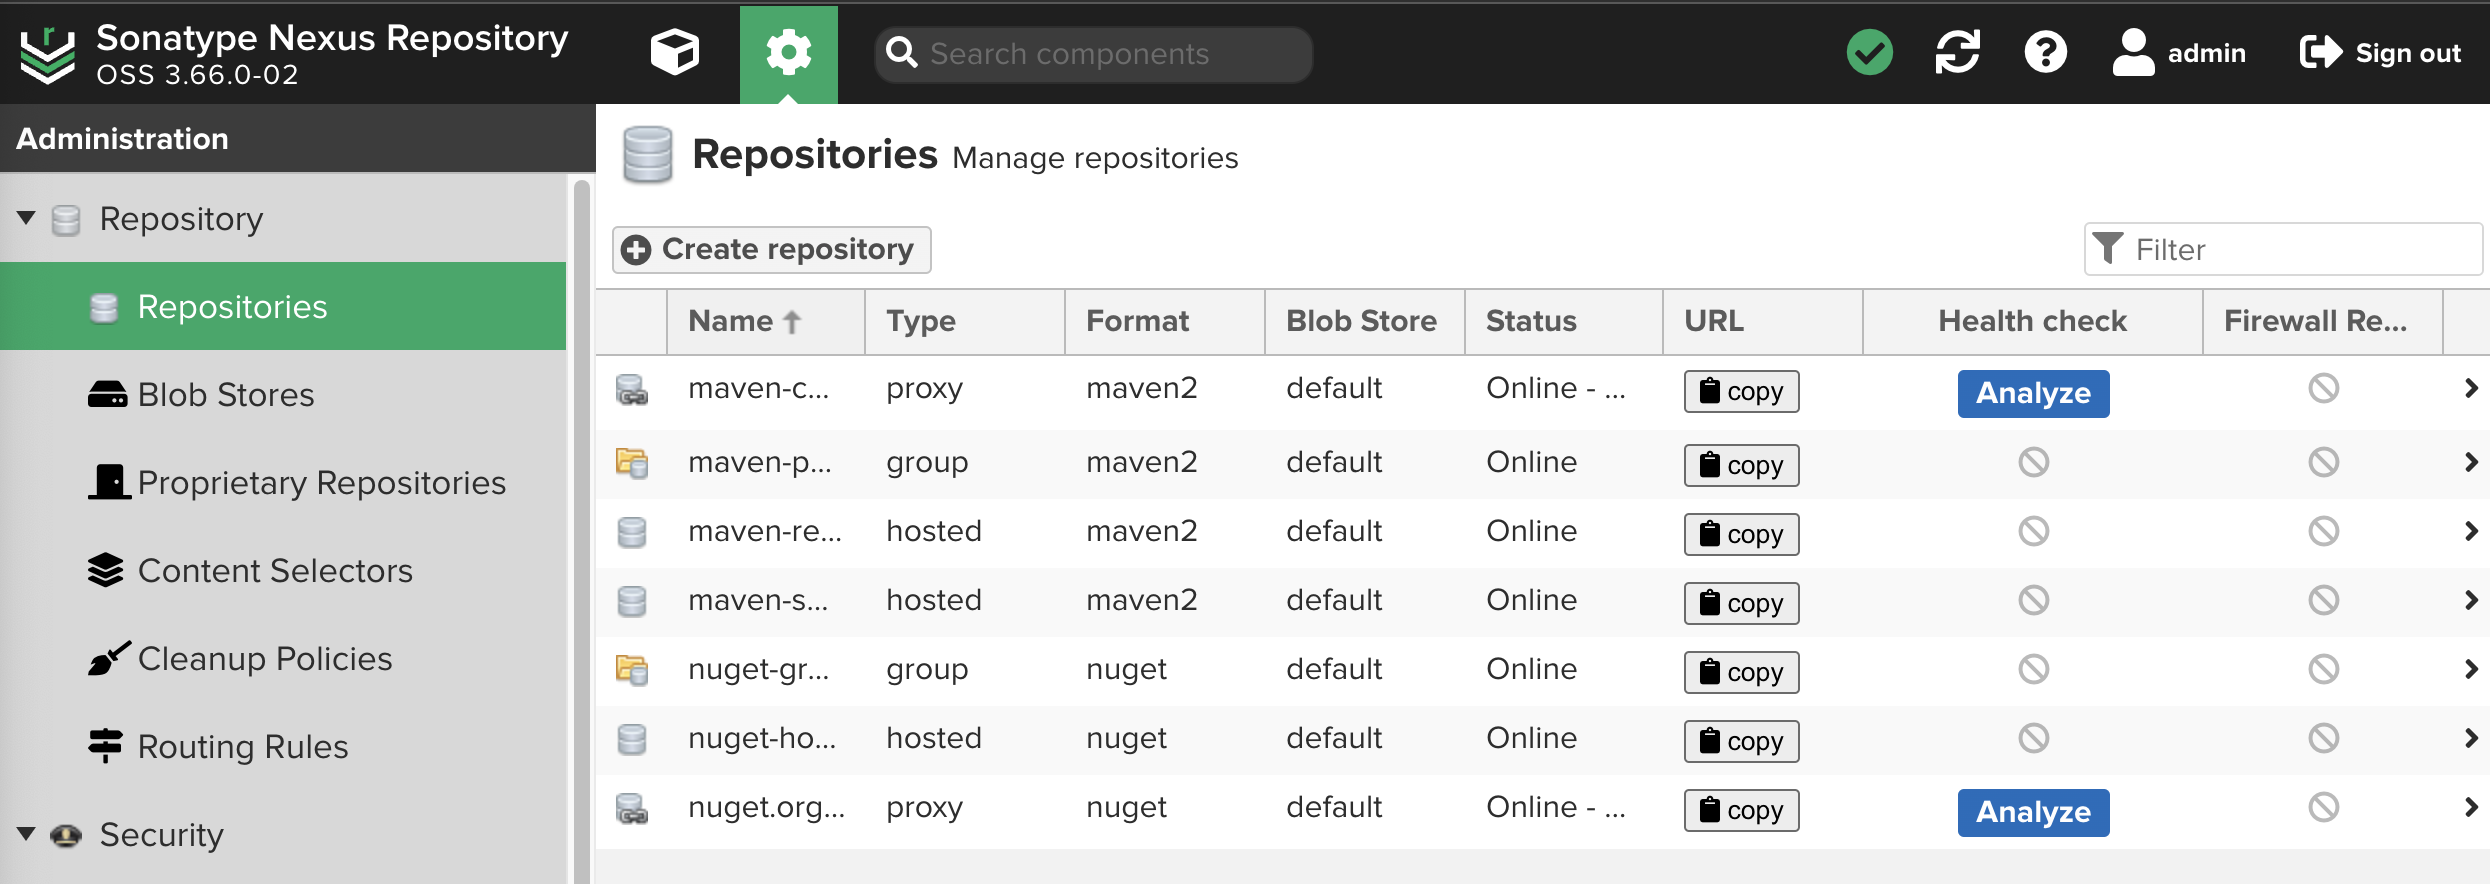 Sonatype Nexus Repository
OSS 3.66.0-02
Search components
admin
Sign out
Administration
Repository
Repositories
Blob Stores
Proprietary Repositories
Content Selectors
Cleanup Policies
Routing Rules
Security
Repositories Manage repositories
Create repository
Filter
Name Type Format Blob Store Status URL Health check Firewall Re...
maven-c... proxy maven2 default Online - ... copy Analyze
maven-p... group maven2 default Online copy
maven-re... hosted maven2 default Online copy
maven-s... hosted maven2 default Online copy
nuget-gr... group nuget default Online copy
nuget-ho... hosted nuget default Online copy
nuget.org... proxy nuget default Online - ... copy Analyze